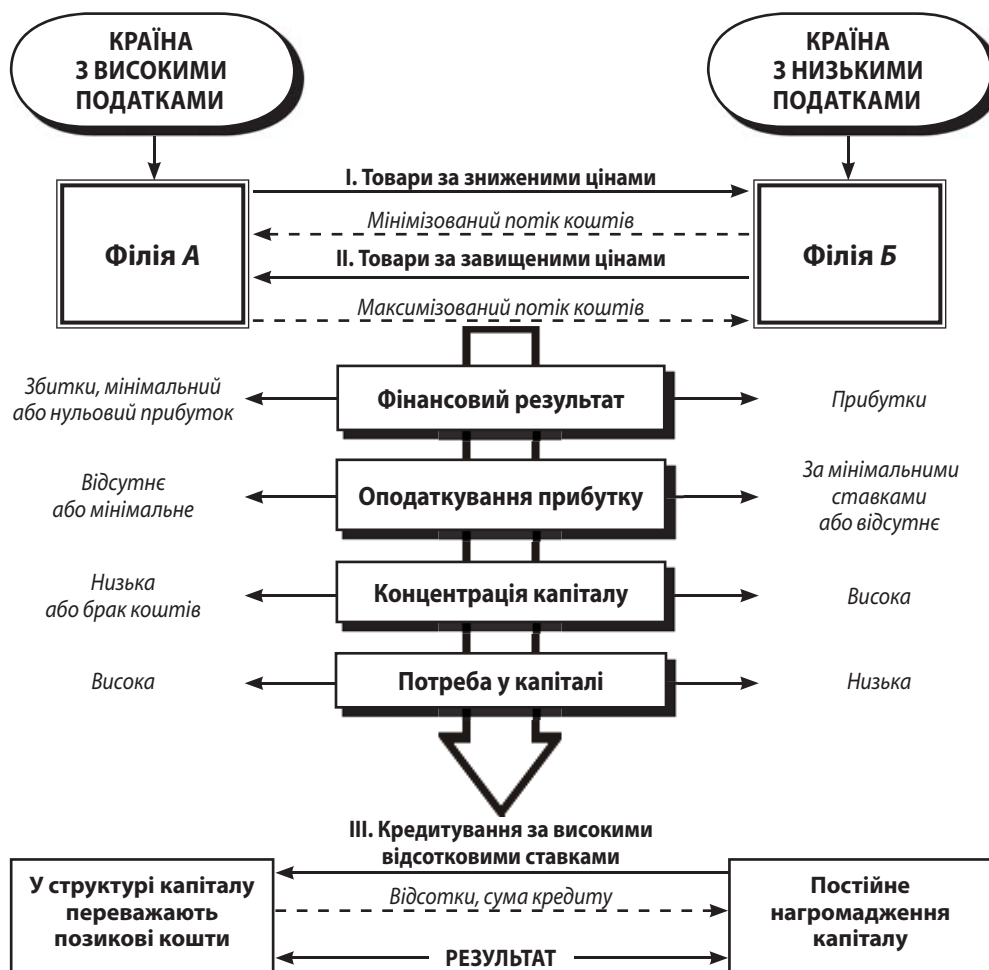 КРАЇНА
З ВИСОКИМИ
ПОДАТКАМИ
КРАЇНА
З НИЗЬКИМИ
ПОДАТКАМИ
Філія А
І. Товари за зниженими цінами
Мінімізований потік коштів
ІІ. Товари за завищеними цінами
Максимізований потік коштів
Філія Б
Збитки, мінімальний
або нульовий прибуток
Фінансовий результат
Прибутки
Відсутнє
або мінімальне
Оподаткування прибутку
За мінімальними
ставками
або відсутнє
Низька
або брак коштів
Концентрація капіталу
Висока
Висока
Потреба у капіталі
Низька
ІІІ. Кредитування за високими
відсотковими ставками
У структурі капіталу
переважають
позикові кошти
Відсотки, сума кредиту
РЕЗУЛЬТАТ
Постійне
нагромадження
капіталу